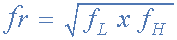 fr = √ f_L x f_H